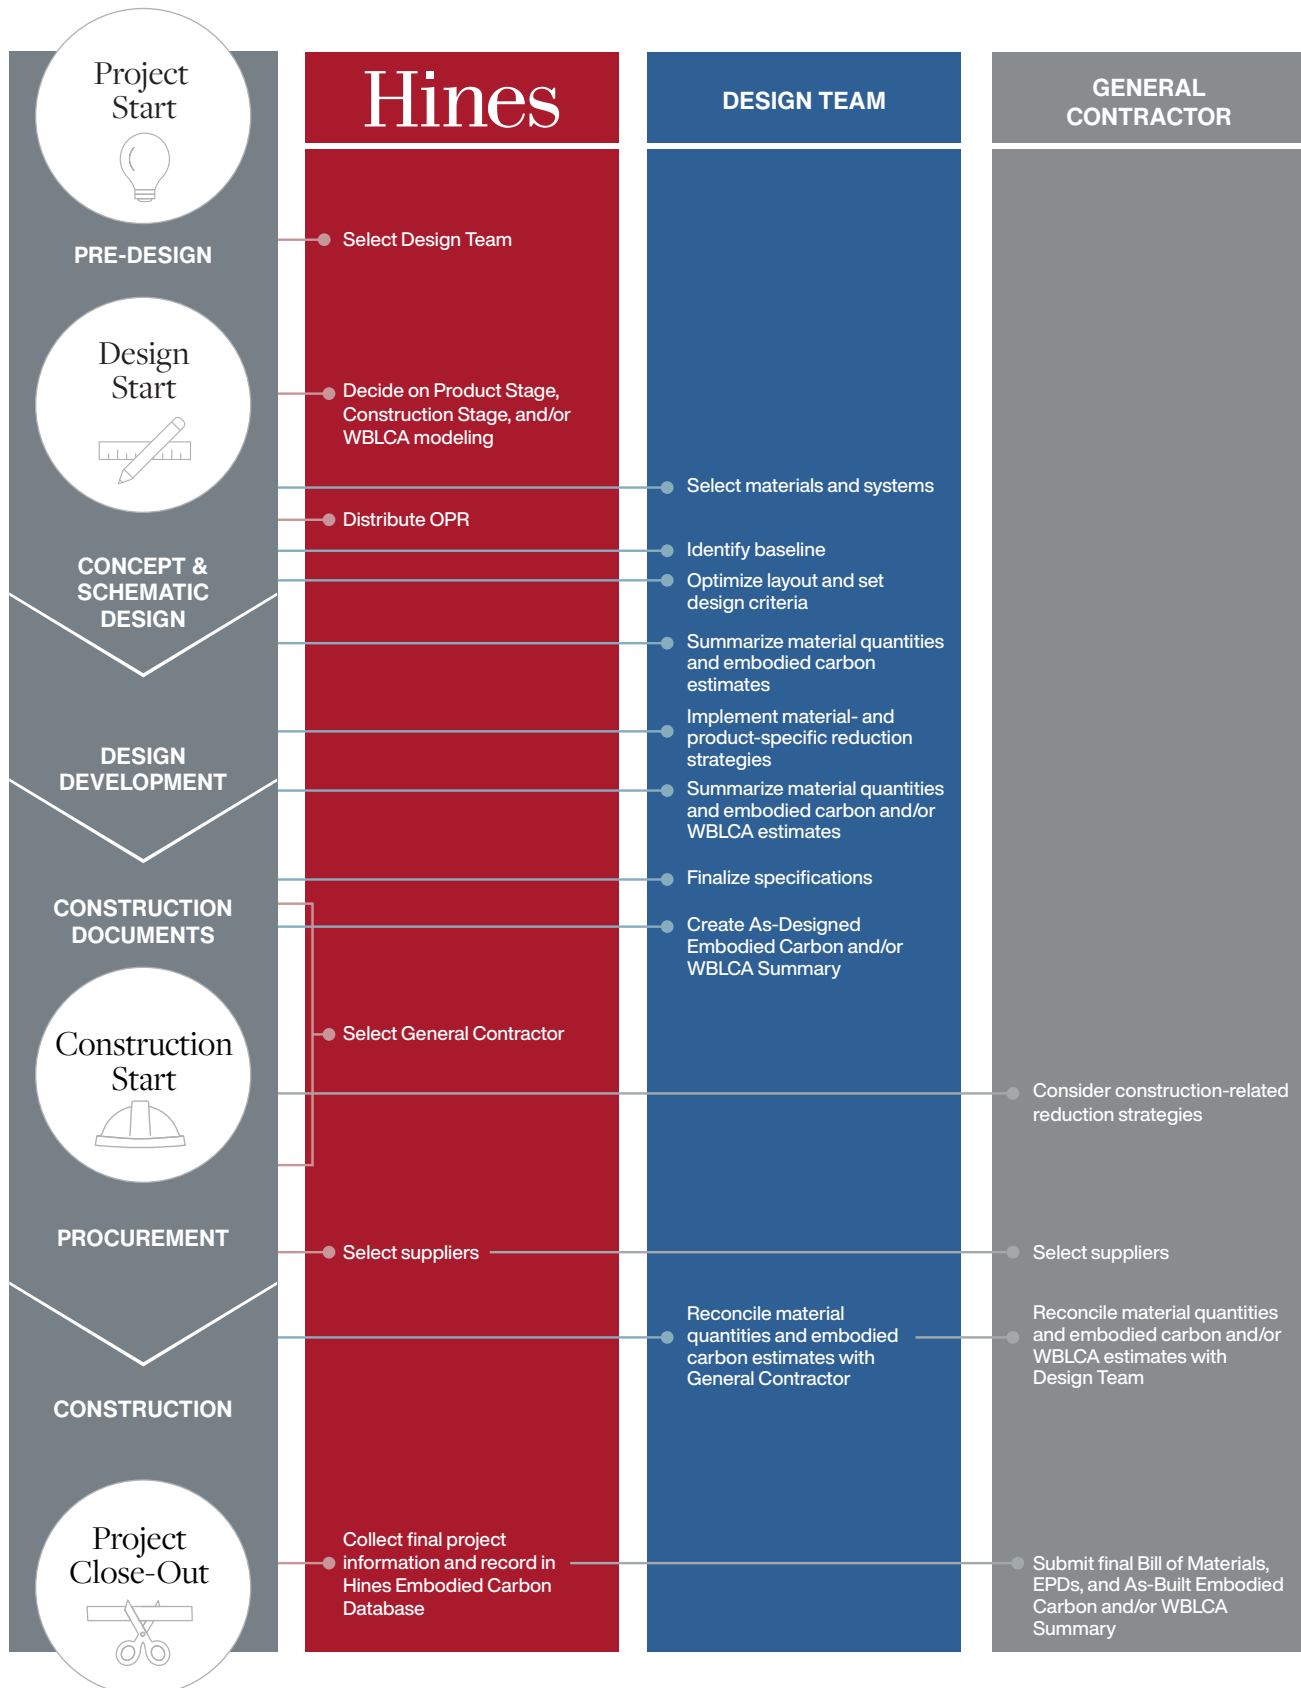 Project
Start
PRE-DESIGN
Hines
DESIGN TEAM
GENERAL
CONTRACTOR
Select Design Team
Design
Start
Decide on Product Stage,
Construction Stage, and/or
WBLCA modeling
Select materials and systems
Distribute OPR
Identify baseline
CONCEPT &
SCHEMATIC
DESIGN
Optimize layout and set
design criteria
Summarize material quantities
and embodied carbon
estimates
Implement material- and
product-specific reduction
strategies
DESIGN
DEVELOPMENT
Summarize material quantities
and embodied carbon and/or
WBLCA estimates
Finalize specifications
CONSTRUCTION
DOCUMENTS
Create As-Designed
Embodied Carbon and/or
WBLCA Summary
Construction
Start
Select General Contractor
Consider construction-related
reduction strategies
PROCUREMENT
Select suppliers
Select suppliers
Reconcile material
quantities and embodied
carbon estimates with
General Contractor
Reconcile material quantities
and embodied carbon and/or
WBLCA estimates with
Design Team
CONSTRUCTION
Project
Close-Out
Collect final project
information and record in
Hines Embodied Carbon
Database
Submit final Bill of Materials,
EPDs, and As-Built Embodied
Carbon and/or WBLCA
Summary